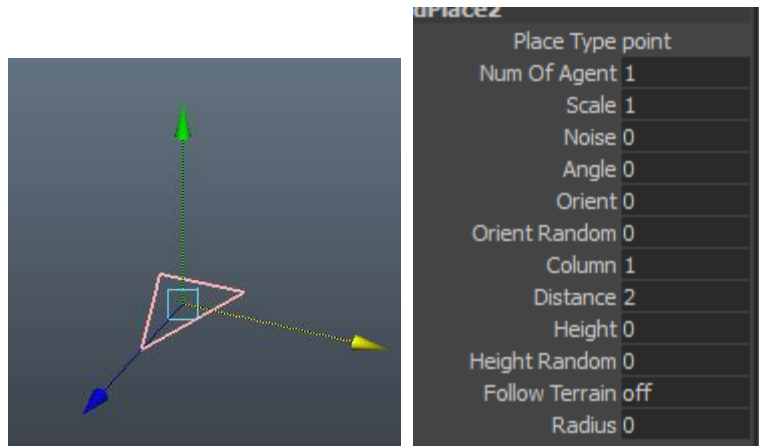 dPlace2
Place Type point
Num Of Agent 1
Scale 1
Noise 0
Angle 0
Orient 0
Orient Random 0
Column 1
Distance 2
Height 0
Height Random 0
Follow Terrain off
Radius 0